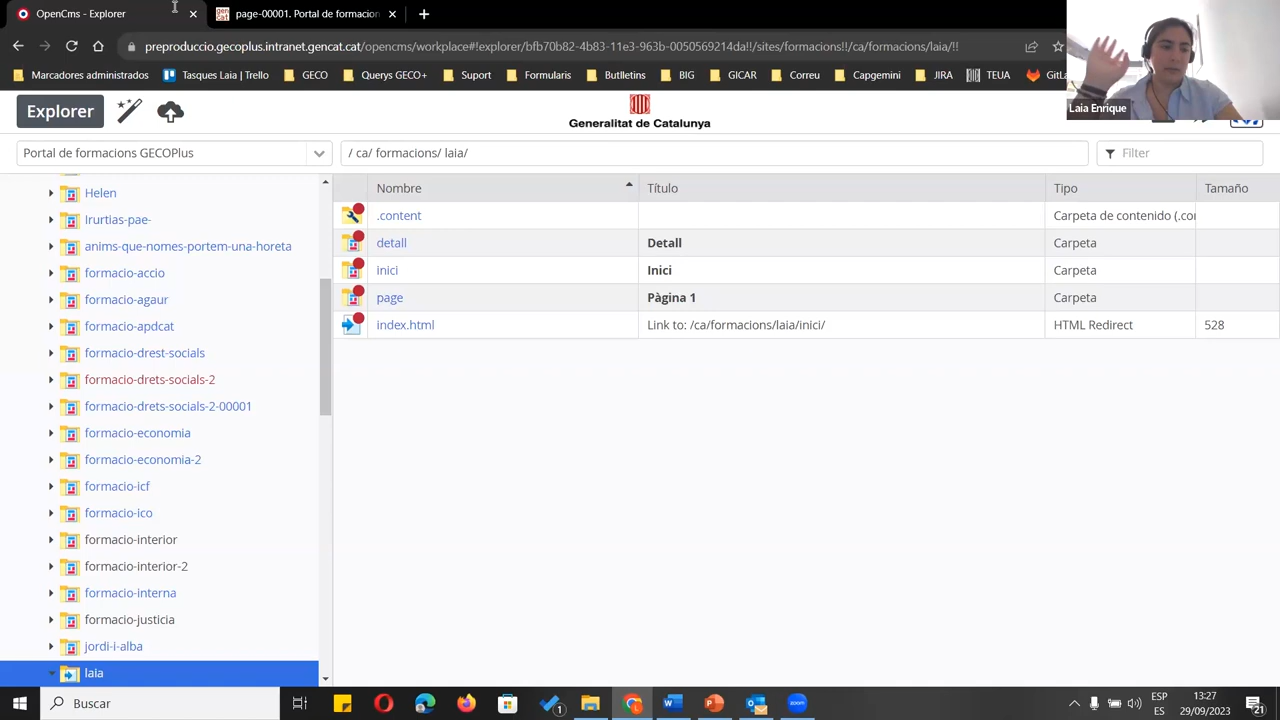 OpenCms - Explorer
page-00001. Portal de formacion
preproduccio.gecoplus.intranet.gencat.cat/opencms/workplace#!explorer/bfb70b82-4b83-11e3-963b-0050569214da!!/sites/formacions!!/ca/formacions/laia/!!
Marcadores administrados
Tasques Laia | Trello
GECO
Querys GECO+
Suport
Formularis
Butlletins
BIG
GICAR
Correu
Capgemini
JIRA
TEUA
GitLa
Laia Enrique
Explorer
Generalitat de Catalunya
Portal de formacions GECOPlus
/ ca/ formacions/ laia/
Filter
Nombre Título Tipo Tamaño
.content Carpeta de contenido (.cor
detall Detall Carpeta
inici Inici Carpeta
page Pàgina 1 Carpeta
index.html Link to: /ca/formacions/laia/inici/ HTML Redirect 528
Helen
Irurtias-pae-
anims-que-nomes-portem-una-horeta
formacio-accio
formacio-agaur
formacio-apdcat
formacio-drest-socials
formacio-drets-socials-2
formacio-drets-socials-2-00001
formacio-economia
formacio-economia-2
formacio-icf
formacio-ico
formacio-interior
formacio-interior-2
formacio-interna
formacio-justicia
jordi-i-alba
laia
Buscar
1
ESP
ES
13:27
29/09/2023
21